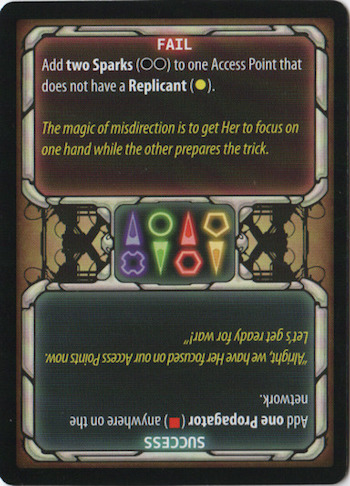 FAIL
Add two Sparks (○○) to one Access Point that
does not have a Replicant (●).
The magic of misdirection is to get Her to focus on
one hand while the other prepares the trick.
SUCCESS
Add one Propagator (■) anywhere on the
network.
"Alright, we have Her focused on our Access Points now.
Let's get ready for war!"